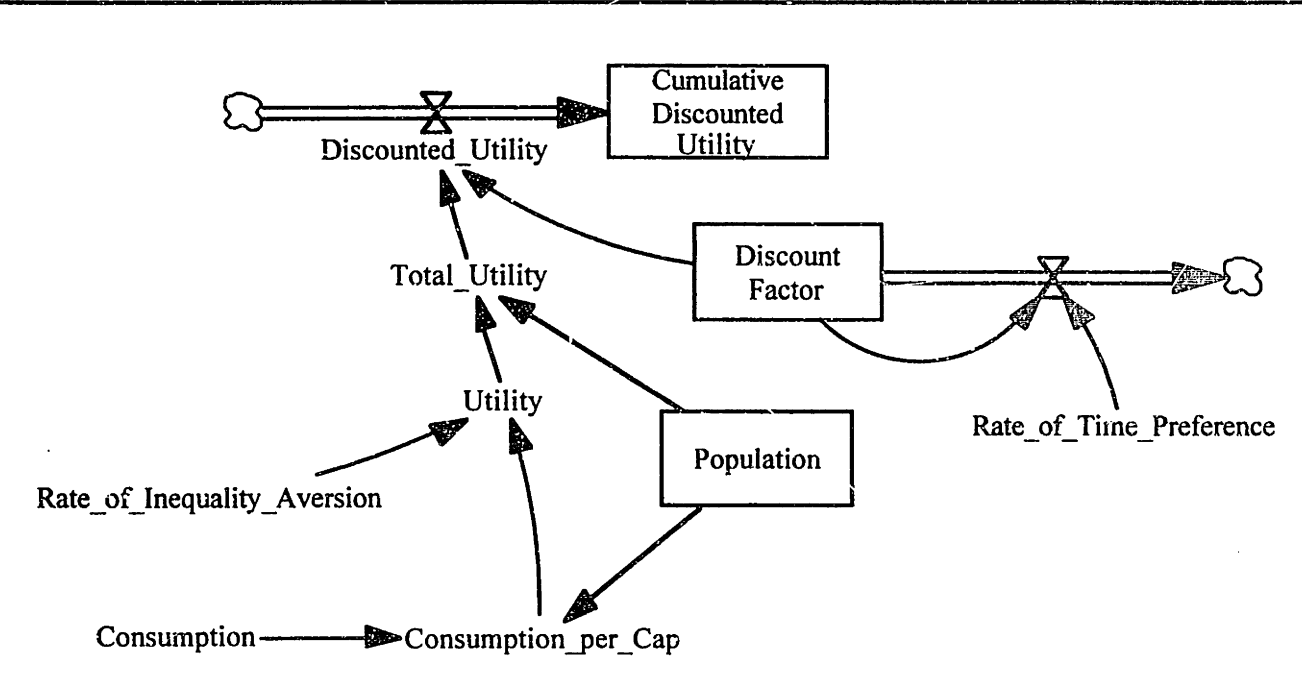 Cumulative
Discounted
Utility
Discounted_Utility
Discount
Factor
Total_Utility
Utility
Rate_of_Time_Preference
Population
Rate_of_Inequality_Aversion
Consumption
Consumption_per_Cap